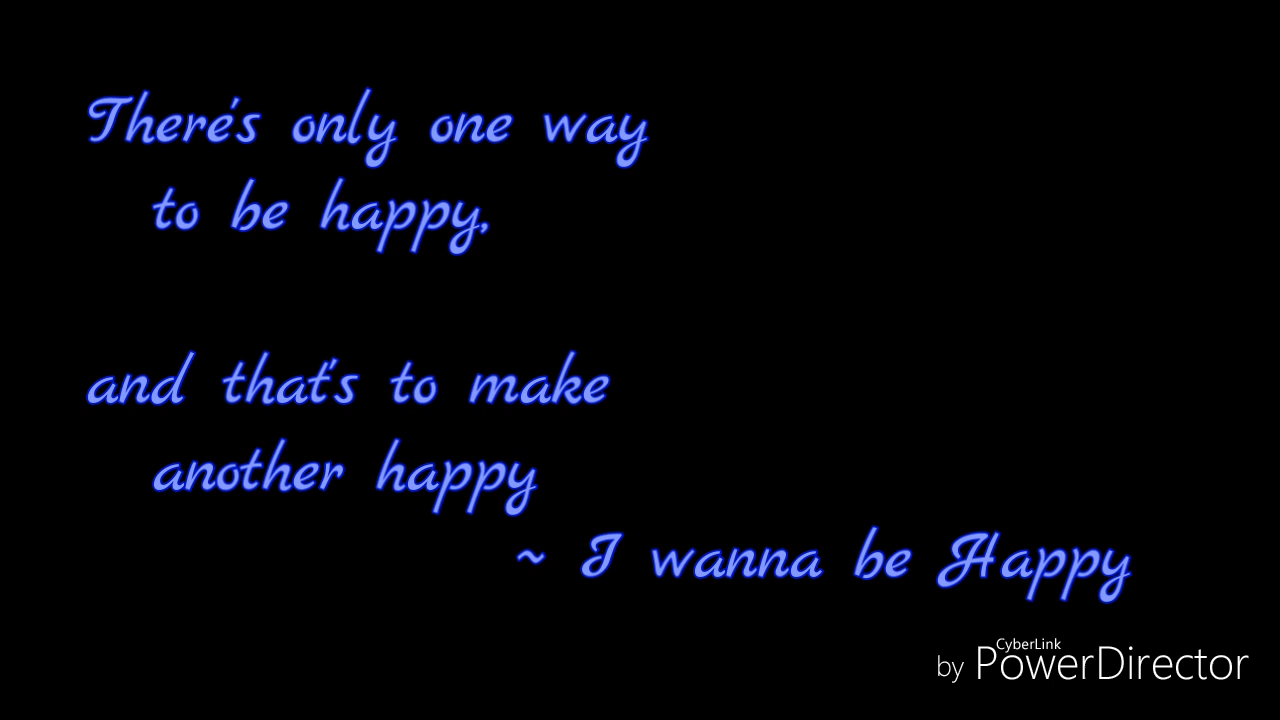 There's only one way
to be happy,
and that's to make
another happy
~ I wanna be Happy
by CyberLink PowerDirector